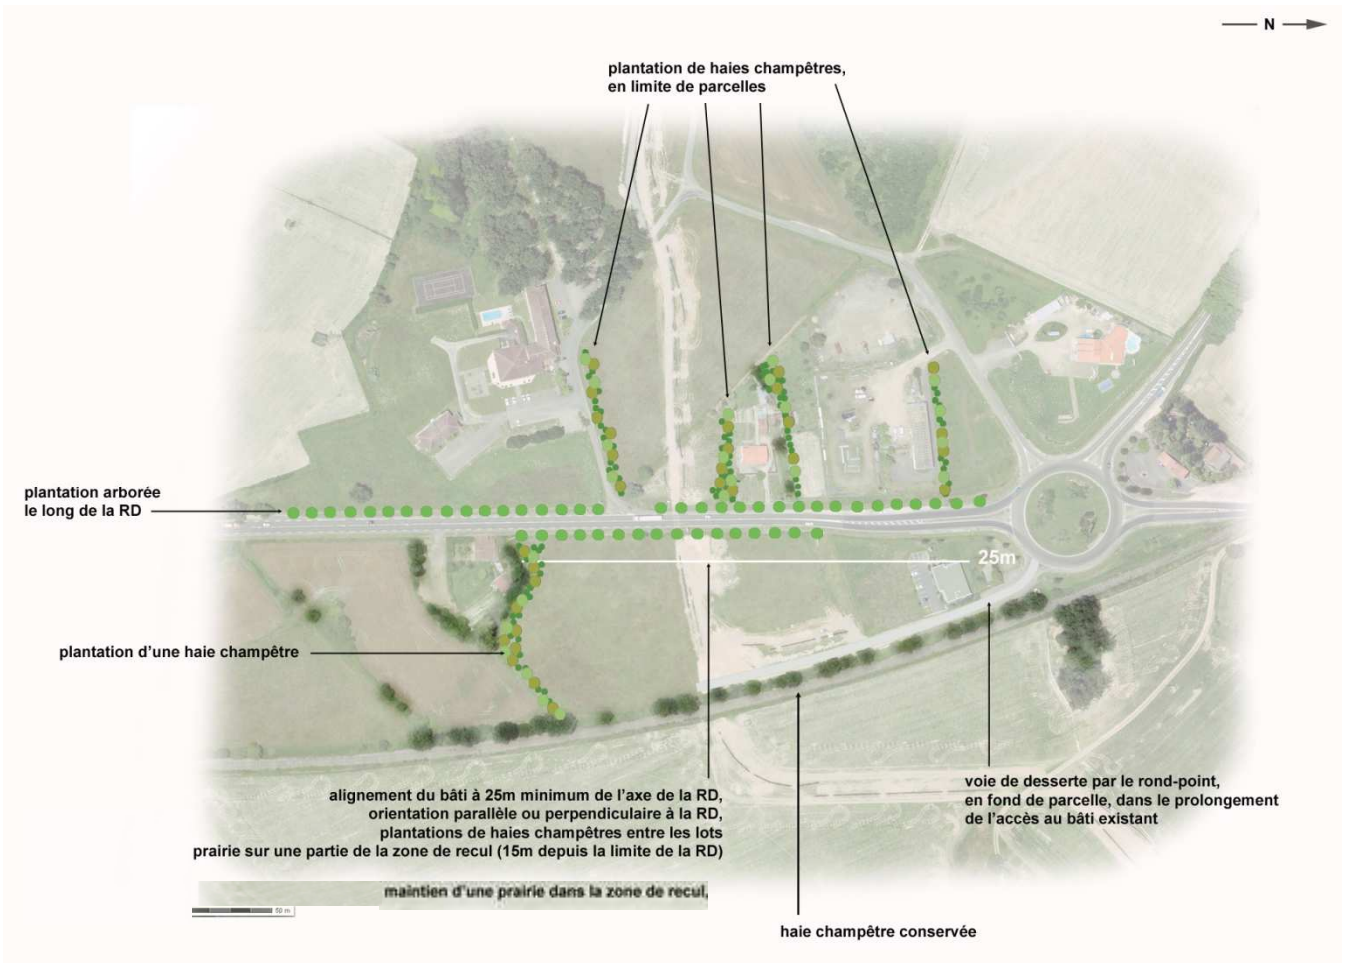 N
plantation de haies champêtres,
en limite de parcelles
plantation arborée
le long de la RD
25m
plantation d'une haie champêtre
voie de desserte par le rond-point,
en fond de parcelle, dans le prolongement
de l'accès au bâti existant
alignement du bâti à 25m minimum de l'axe de la RD,
orientation parallèle ou perpendiculaire à la RD,
plantations de haies champêtres entre les lots
prairie sur une partie de la zone de recul (15m depuis la limite de la RD)
maintien d'une prairie dans la zone de recul,
50 m
haie champêtre conservée